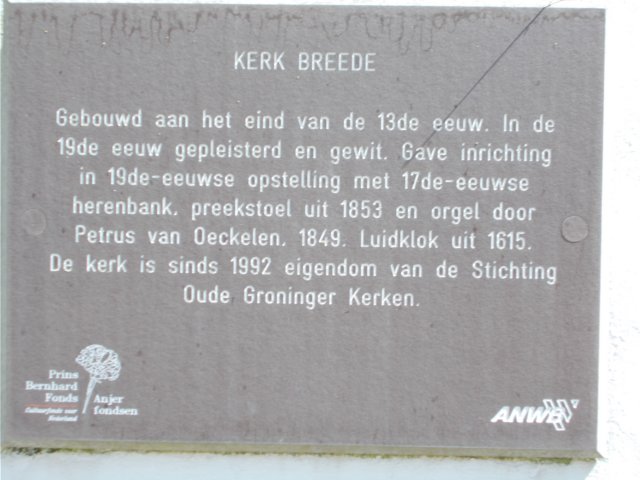 KERK BREEDE
Gebouwd aan het eind van de 13de eeuw. In de
19de eeuw gepleisterd en gewit. Gave inrichting
in 19de-eeuwse opstelling met 17de-eeuwse
herenbank, preekstoel uit 1853 en orgel door
Petrus van Oeckelen, 1849. Luidklok uit 1615.
De kerk is sinds 1992 eigendom van de Stichting
Oude Groninger Kerken.
Prins
Bernhard
Fonds
Cultuurfonds voor
Nederland
Anjer
fondsen
ANWB